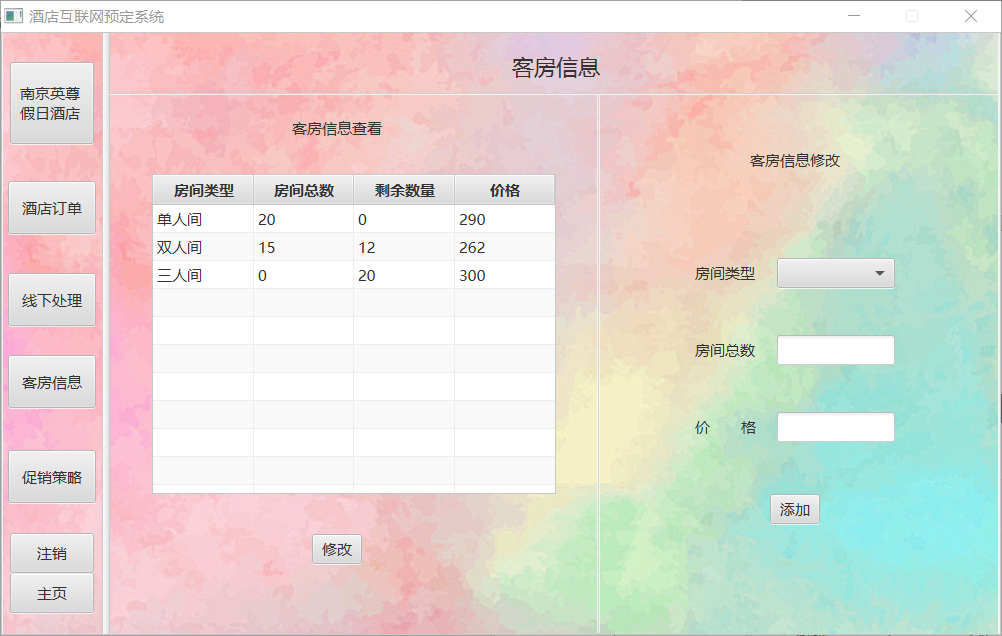 酒店互联网预定系统
南京英尊
假日酒店
酒店订单
线下处理
客房信息
促销策略
注销
主页
客房信息
客房信息查看
房间类型 房间总数 剩余数量 价格
单人间 20 0 290
双人间 15 12 262
三人间 0 20 300
修改
客房信息修改
房间类型
房间总数
价 格
添加